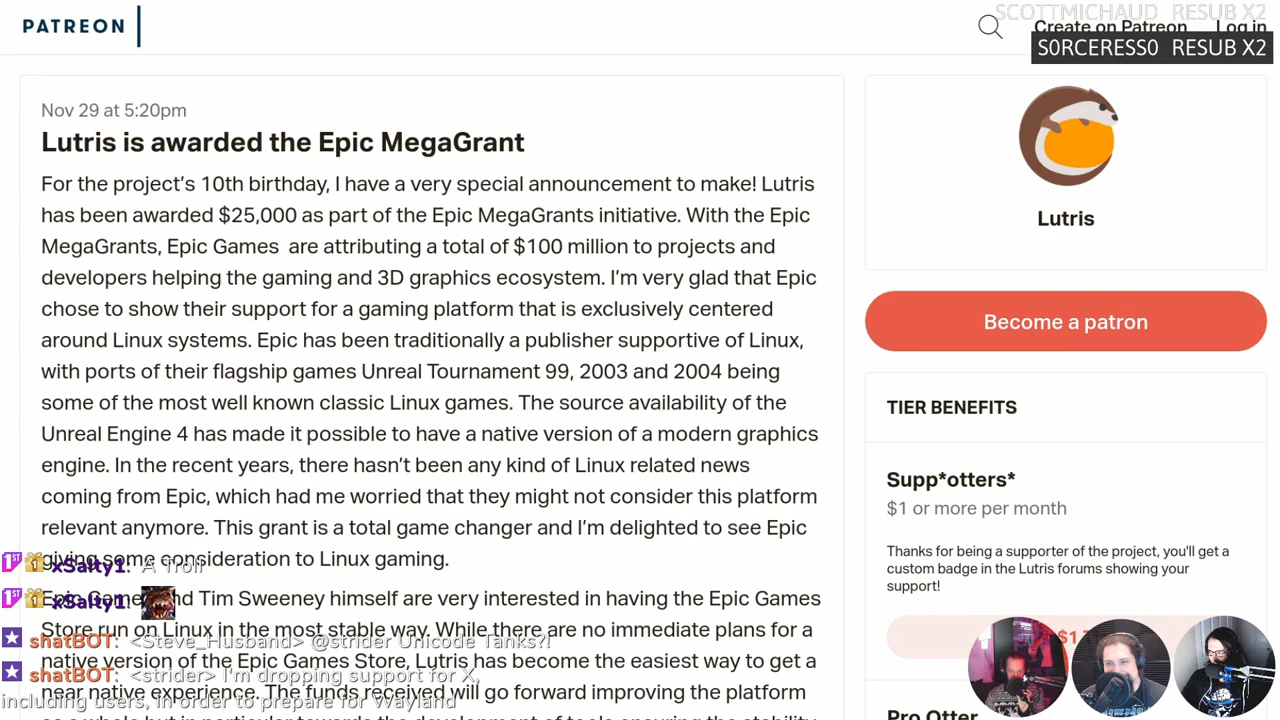 PATREON
Create on Patreon
Log in
SCOTTMICHAUD RESUB X2
S0RCERESS0 RESUB X2
Nov 29 at 5:20pm
Lutris is awarded the Epic MegaGrant
For the project's 10th birthday, I have a very special announcement to make! Lutris
has been awarded $25,000 as part of the Epic MegaGrants initiative. With the Epic
MegaGrants, Epic Games are attributing a total of $100 million to projects and
developers helping the gaming and 3D graphics ecosystem. I'm very glad that Epic
chose to show their support for a gaming platform that is exclusively centered
around Linux systems. Epic has been traditionally a publisher supportive of Linux,
with ports of their flagship games Unreal Tournament 99, 2003 and 2004 being
some of the most well known classic Linux games. The source availability of the
Unreal Engine 4 has made it possible to have a native version of a modern graphics
engine. In the recent years, there hasn't been any kind of Linux related news
coming from Epic, which had me worried that they might not consider this platform
relevant anymore. This grant is a total game changer and I'm delighted to see Epic
giving some consideration to Linux gaming.
Epic Games and Tim Sweeney himself are very interested in having the Epic Games
Store run on Linux in the most stable way. While there are no immediate plans for a
native version of the Epic Games Store, Lutris has become the easiest way to get a
near native experience. The funds received will go forward improving the platform
as a whole but in particular towards the development of tools ensuring the stability
xSalty1: A Troll
xSalty1:
shatBOT: <Steve_Husband> @strider Unicode Tanks?!
shatBOT: <strider> I'm dropping support for X,
including users, in order to prepare for Wayland
Lutris
Become a patron
TIER BENEFITS
Supp*otters*
$1 or more per month
Thanks for being a supporter of the project, you'll get a
custom badge in the Lutris forums showing your
support!
Pro Otter